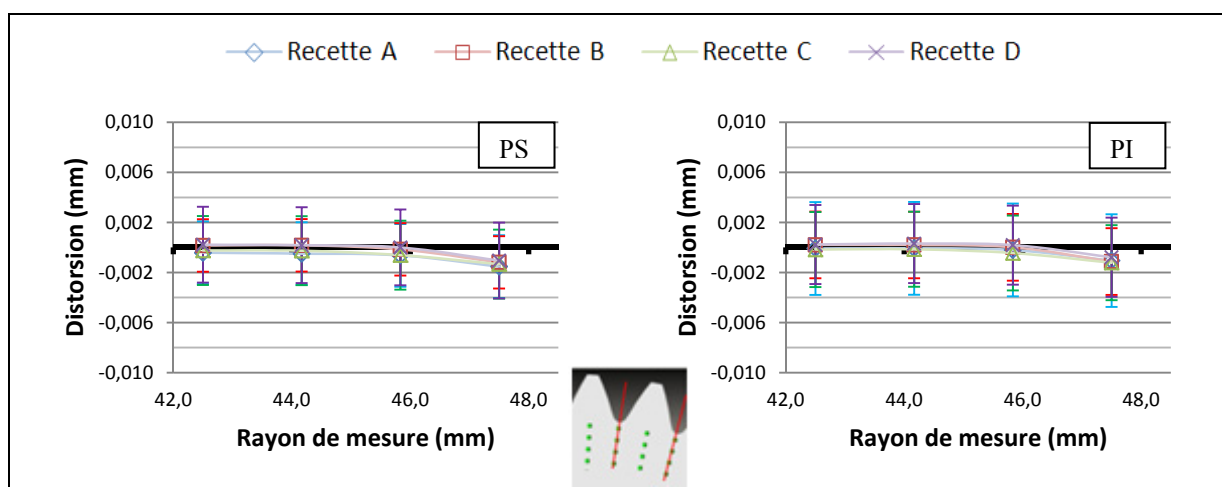 Recette A Recette B Recette C Recette D
PS
0,010
0,006
0,002
-0,002
-0,006
-0,010
Distorsion (mm)
42,0 44,0 46,0 48,0
Rayon de mesure (mm)
PI
0,010
0,006
0,002
-0,002
-0,006
-0,010
Distorsion (mm)
42,0 44,0 46,0 48,0
Rayon de mesure (mm)